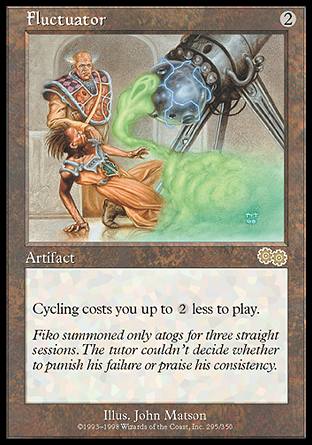 Fluctuator 2
Artifact
Cycling costs you up to 2 less to play.
Fiko summoned only atogs for three straight
sessions. The tutor couldn't decide whether
to punish his failure or praise his consistency.
Illus. John Matson
©1993–1998 Wizards of the Coast, Inc. 295/350